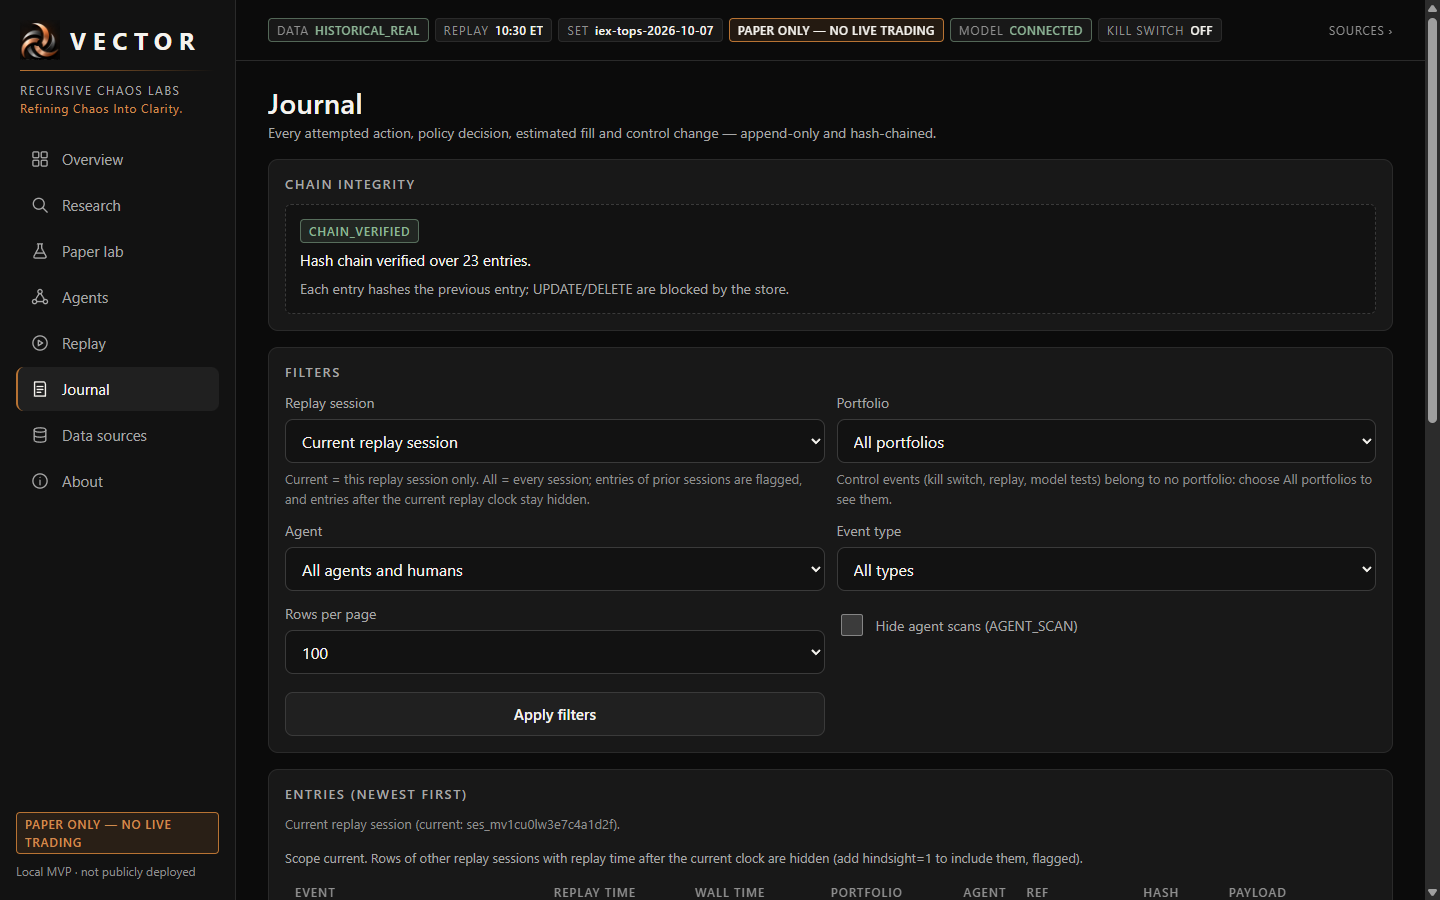 VECTOR
RECURSIVE CHAOS LABS
Refining Chaos Into Clarity.
Overview
Research
Paper lab
Agents
Replay
Journal
Data sources
About
PAPER ONLY — NO LIVE
TRADING
Local MVP · not publicly deployed
DATA HISTORICAL_REAL
REPLAY 10:30 ET
SET iex-tops-2026-10-07
PAPER ONLY — NO LIVE TRADING
MODEL CONNECTED
KILL SWITCH OFF
SOURCES ›
Journal
Every attempted action, policy decision, estimated fill and control change — append-only and hash-chained.
CHAIN INTEGRITY
CHAIN_VERIFIED
Hash chain verified over 23 entries.
Each entry hashes the previous entry; UPDATE/DELETE are blocked by the store.
FILTERS
Replay session
Current replay session
Current = this replay session only. All = every session; entries of prior sessions are flagged,
and entries after the current replay clock stay hidden.
Portfolio
All portfolios
Control events (kill switch, replay, model tests) belong to no portfolio: choose All portfolios to
see them.
Agent
All agents and humans
Event type
All types
Rows per page
100
Hide agent scans (AGENT_SCAN)
Apply filters
ENTRIES (NEWEST FIRST)
Current replay session (current: ses_mv1cu0lw3e7c4a1d2f).
Scope current. Rows of other replay sessions with replay time after the current clock are hidden (add hindsight=1 to include them, flagged).
EVENT REPLAY TIME WALL TIME PORTFOLIO AGENT REF HASH PAYLOAD